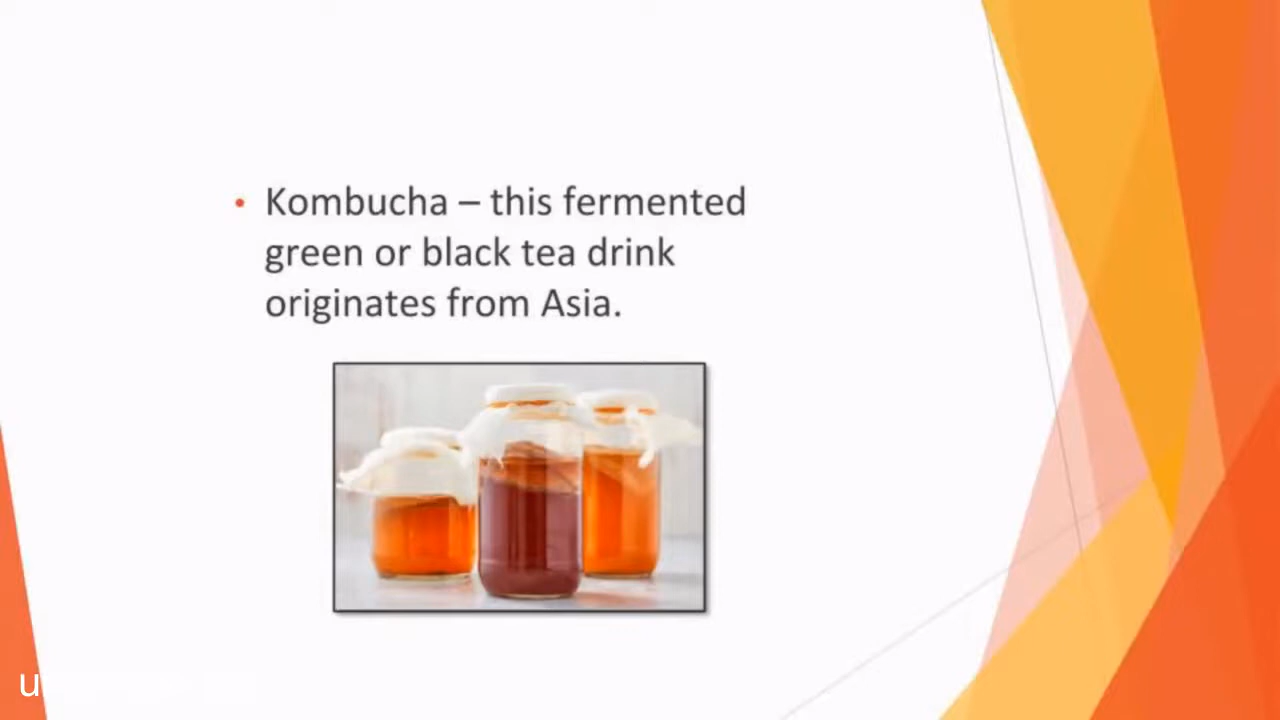 • Kombucha – this fermented
green or black tea drink
originates from Asia.